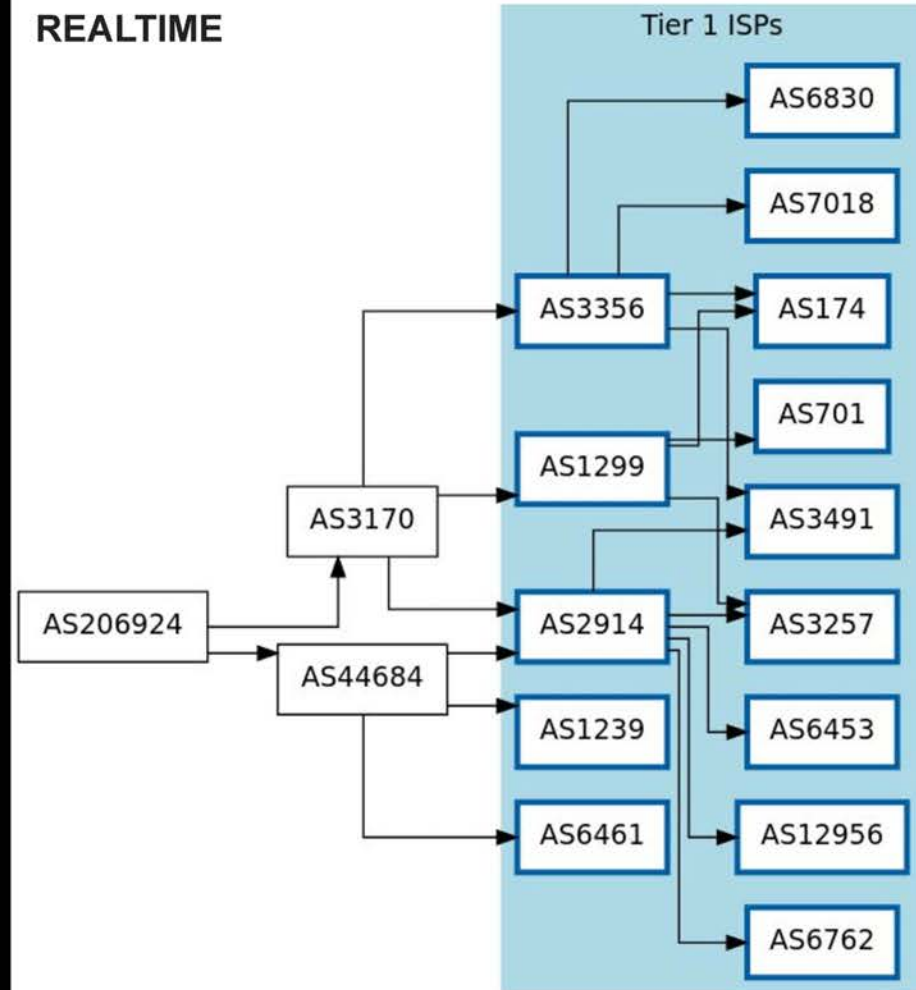 REALTIME
Tier 1 ISPs
AS6830
AS7018
AS3356
AS174
AS701
AS1299
AS3170
AS3491
AS206924
AS2914
AS3257
AS44684
AS1239
AS6453
AS6461
AS12956
AS6762